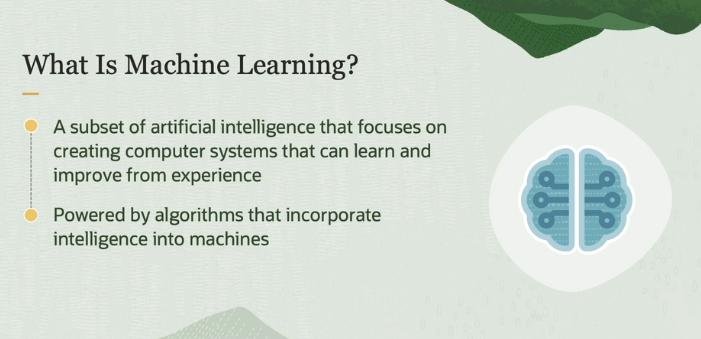 What Is Machine Learning?
A subset of artificial intelligence that focuses on
creating computer systems that can learn and
improve from experience
Powered by algorithms that incorporate
intelligence into machines